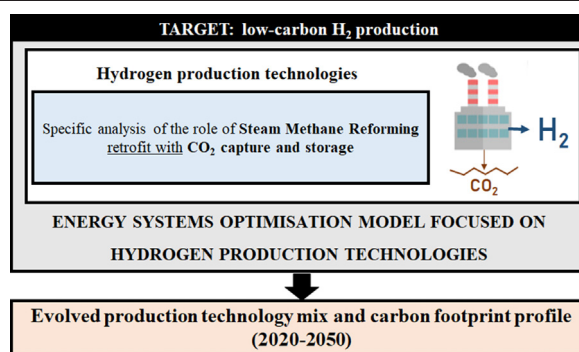 TARGET: low-carbon H₂ production
Hydrogen production technologies
Specific analysis of the role of Steam Methane Reforming
retrofit with CO₂ capture and storage
H₂
CO₂
ENERGY SYSTEMS OPTIMISATION MODEL FOCUSED ON
HYDROGEN PRODUCTION TECHNOLOGIES
Evolved production technology mix and carbon footprint profile
(2020-2050)